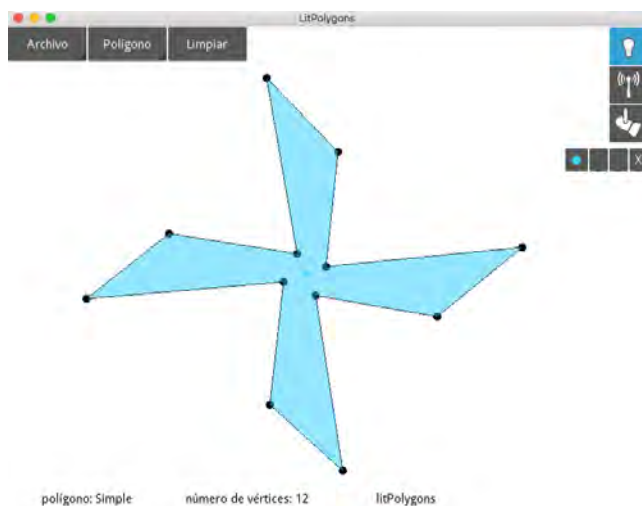 LitPolygons
Archivo Polígono Limpiar
X
polígono: Simple número de vértices: 12 litPolygons